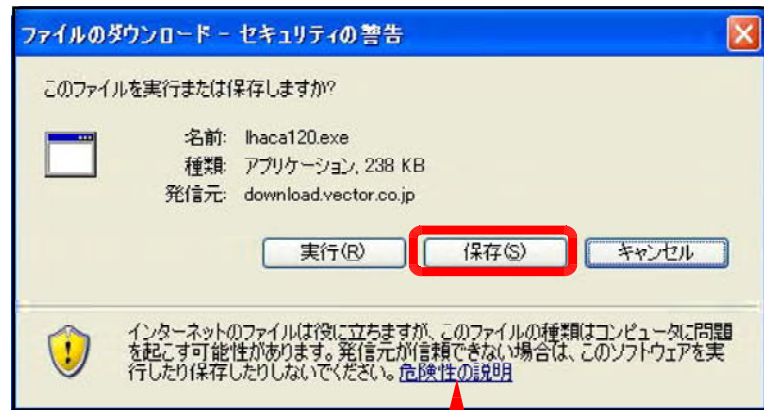 ファイルのダウンロード - セキュリティの警告
このファイルを実行または保存しますか?
名前: lhaca120.exe
種類: アプリケーション, 238 KB
発信元: download.vector.co.jp
実行(R) 保存(S) キャンセル
インターネットのファイルは役に立ちますが、このファイルの種類はコンピュータに問題
を起こす可能性があります。発信元が信頼できない場合は、このソフトウェアを実
行したり保存したりしないでください。危険性の説明